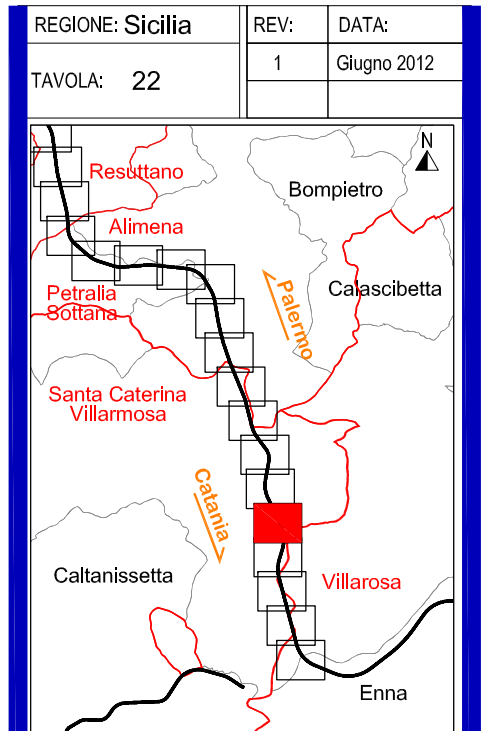 REGIONE: Sicilia
REV:
DATA:
TAVOLA: 22
1
Giugno 2012
N
Resuttano
Bompietro
Alimena
Petralia
Sottana
Palermo
Calascibetta
Santa Caterina
Villarmosa
Catania
Caltanissetta
Villarosa
Enna